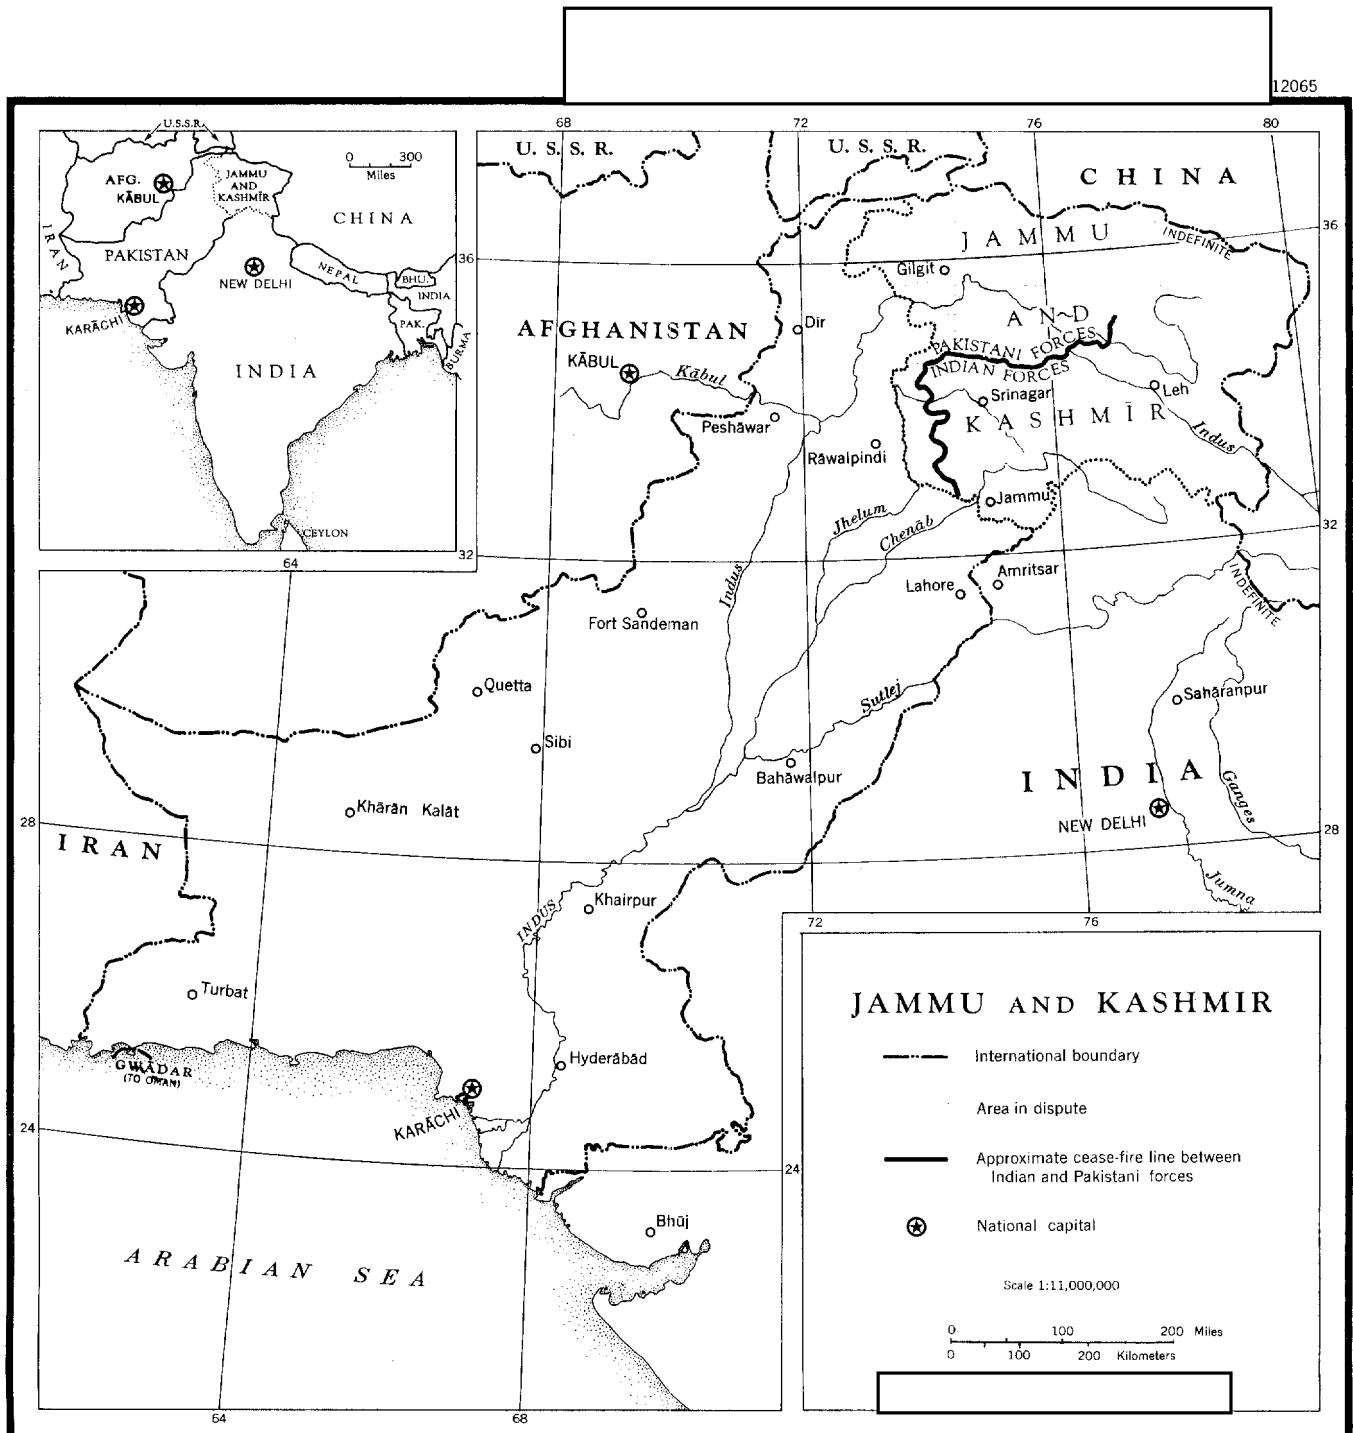 12065
U.S.S.R.
0 300
Miles
AFG.
KĀBUL
JAMMU
AND
KASHMĪR
CHINA
IRAN
PAKISTAN
NEW DELHI
NEPAL
BHU.
INDIA
KARĀCHI
PAK.
BURMA
INDIA
CEYLON
68 72 76 80
U. S. S. R.
U. S. S. R.
CHINA
36
JAMMU
INDEFINITE
36
Gilgit
AND
Dir
AFGHANISTAN
PAKISTANI FORCES
INDIAN FORCES
KĀBUL
Kābul
Leh
Srinagar
KASHMĪR
Peshāwar
Indus
Rāwalpindi
Jammu
Jhelum
Chenāb
32
32
64
Indus
Amritsar
Lahore
INDEFINITE
Fort Sandeman
Quetta
Sutlej
Sahāranpur
Sibi
Bahāwalpur
INDIA
Ganges
Khārān Kalāt
NEW DELHI
28
28
IRAN
Jumna
Khairpur
INDUS
72 76
Turbat
Hyderābād
GWĀDAR
(TO OMAN)
KARĀCHI
24
24
Bhūj
ARABIAN SEA
64 68
JAMMU AND KASHMIR
International boundary
Area in dispute
Approximate cease-fire line between
Indian and Pakistani forces
National capital
Scale 1:11,000,000
0 100 200 Miles
0 100 200 Kilometers